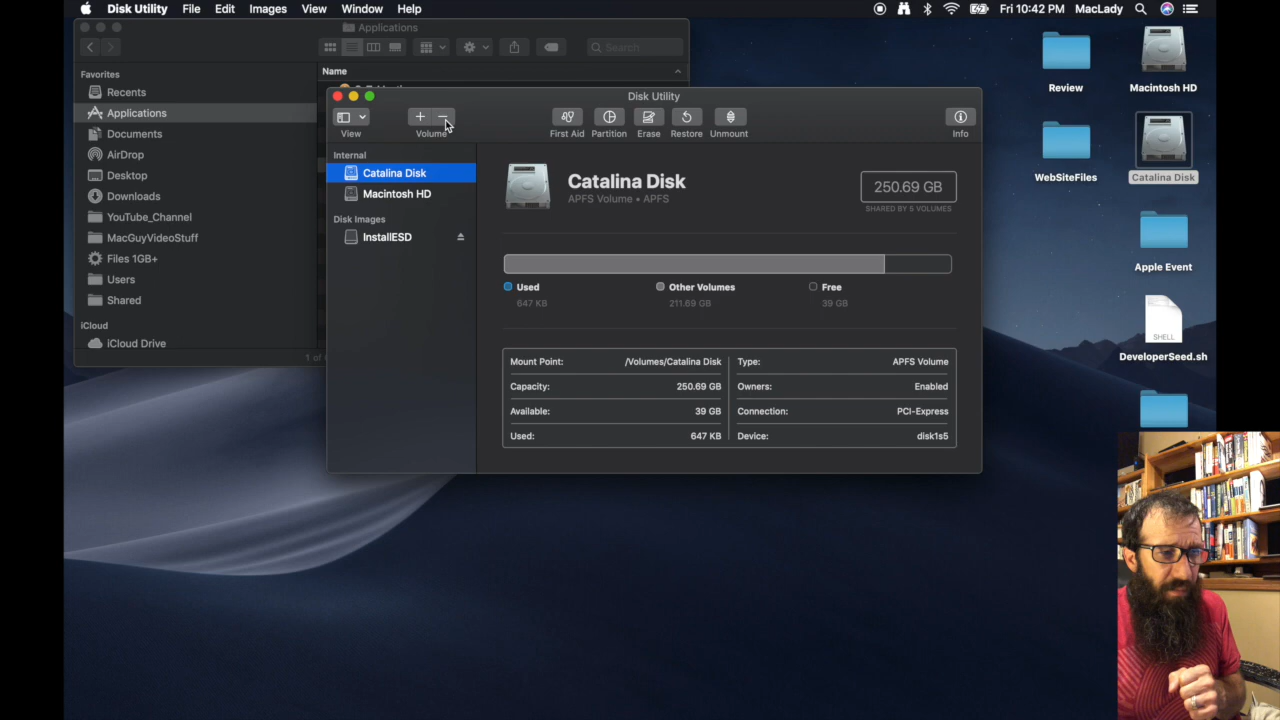 Disk Utility File Edit Images View Window Help Fri 10:42 PM MacLady
Applications
Search
Favorites
Recents
Applications
Documents
AirDrop
Desktop
Downloads
YouTube_Channel
MacGuyVideoStuff
Files 1GB+
Users
Shared
iCloud
iCloud Drive
Name
1 of
Disk Utility
View
Volume
First Aid
Partition
Erase
Restore
Unmount
Info
Internal
Catalina Disk
Macintosh HD
Disk Images
InstallESD
Catalina Disk
APFS Volume • APFS
250.69 GB
SHARED BY 5 VOLUMES
Used
647 KB
Other Volumes
211.69 GB
Free
39 GB
Mount Point: /Volumes/Catalina Disk
Capacity: 250.69 GB
Available: 39 GB
Used: 647 KB
Type: APFS Volume
Owners: Enabled
Connection: PCI-Express
Device: disk1s5
Review
Macintosh HD
WebSiteFiles
Catalina Disk
Apple Event
SHELL
DeveloperSeed.sh